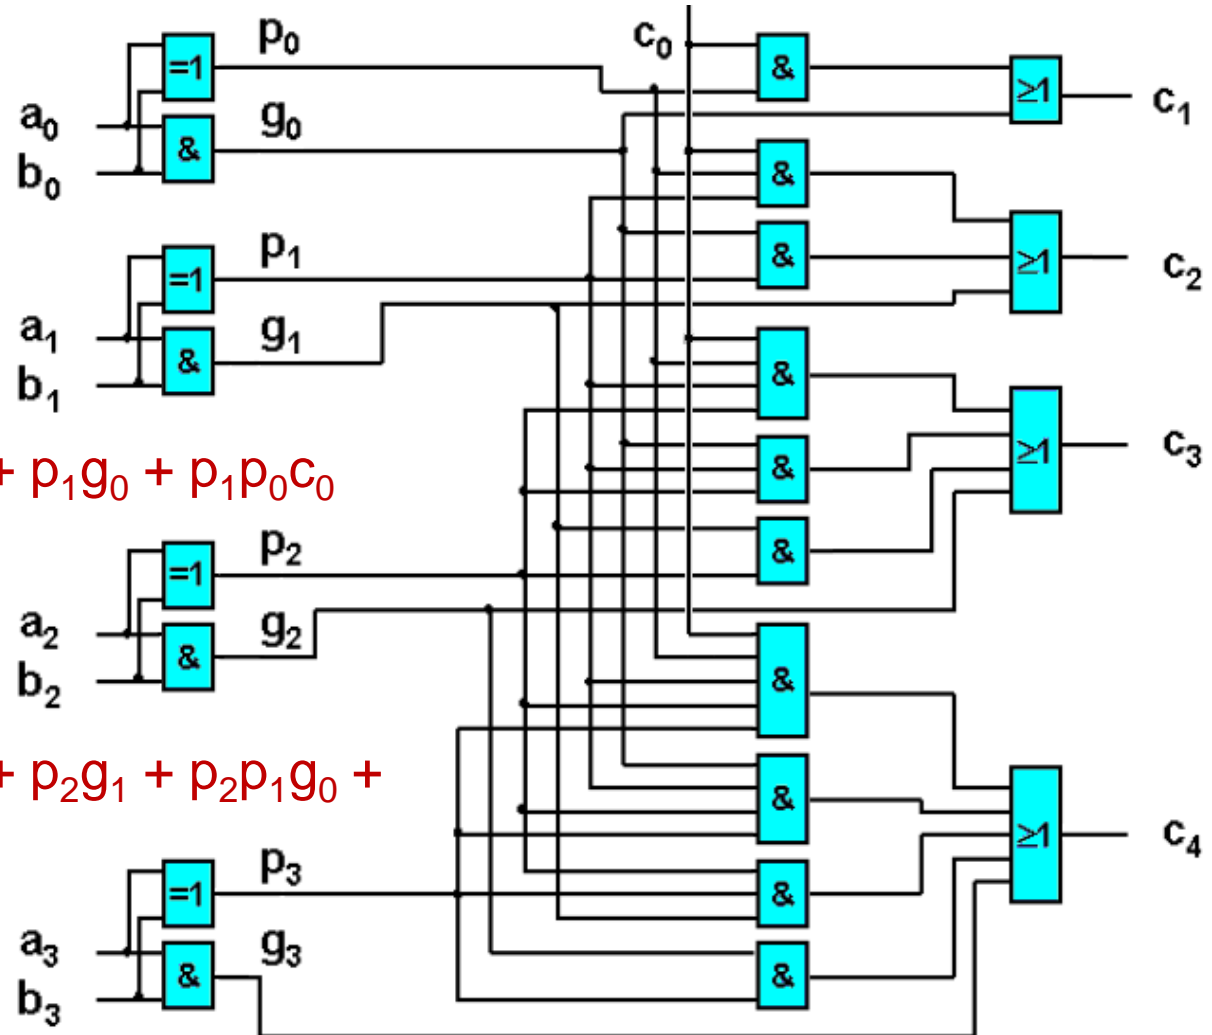 p₀ c₀
=1 & ≥1 c₁
a₀ g₀
& &
b₀
p₁ &
=1 ≥1 c₂
a₁ g₁
& &
b₁
≥1 c₃
+ p₁g₀ + p₁p₀c₀ &
p₂ &
=1
a₂ g₂
& &
b₂
+ p₂g₁ + p₂p₁g₀ + &
≥1 c₄
p₃
=1 &
a₃ g₃
& &
b₃